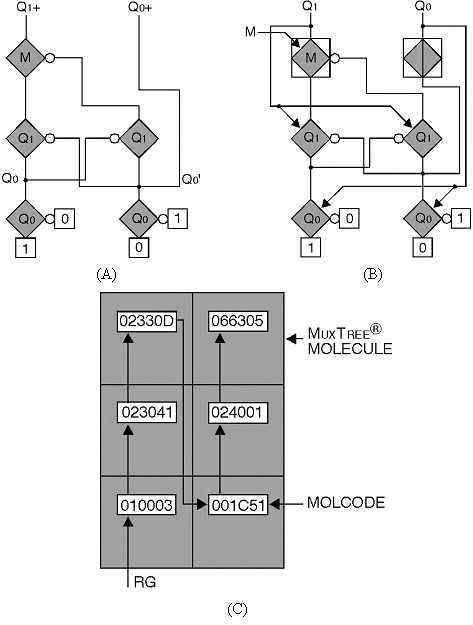 Q1+ Q0+
M
Q1 Q1
Q0 Q0'
Q0 0 Q0 1
1 0
(A)
Q1 Q0
M
M
Q1 Q1
Q0 0 Q0 1
1 0
(B)
02330D 066305
MUXTREE®
MOLECULE
023041 024001
010003 001C51 MOLCODE
RG
(C)